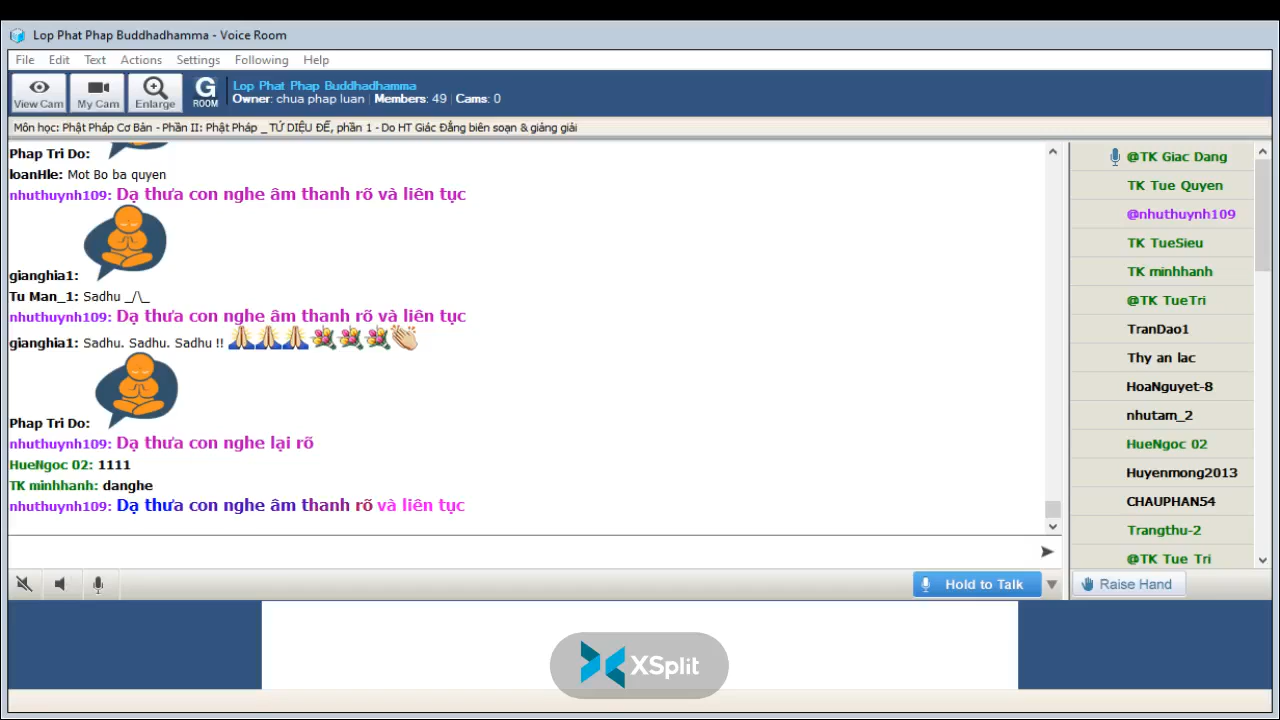 Lop Phat Phap Buddhadhamma - Voice Room
File Edit Text Actions Settings Following Help
View Cam My Cam Enlarge G ROOM
Lop Phat Phap Buddhadhamma
Owner: chua phap luan | Members: 49 | Cams: 0
Môn học: Phật Pháp Cơ Bản - Phần II: Phật Pháp _ TỨ DIỆU ĐẾ, phần 1 - Do HT Giác Đẳng biên soạn & giảng giải
Phap Tri Do:
loanHle: Mot Bo ba quyen
nhuthuynh109: Dạ thưa con nghe âm thanh rõ và liên tục
gianghia1:
Tu Man_1: Sadhu _/\_
nhuthuynh109: Dạ thưa con nghe âm thanh rõ và liên tục
gianghia1: Sadhu. Sadhu. Sadhu !!
Phap Tri Do:
nhuthuynh109: Dạ thưa con nghe lại rõ
HueNgoc 02: 1111
TK minhhanh: danghe
nhuthuynh109: Dạ thưa con nghe âm thanh rõ và liên tục
@TK Giac Dang
TK Tue Quyen
@nhuthuynh109
TK TueSieu
TK minhhanh
@TK TueTri
TranDao1
Thy an lac
HoaNguyet-8
nhutam_2
HueNgoc 02
Huyenmong2013
CHAUPHAN54
Trangthu-2
@TK Tue Tri
Hold to Talk
Raise Hand
XSplit